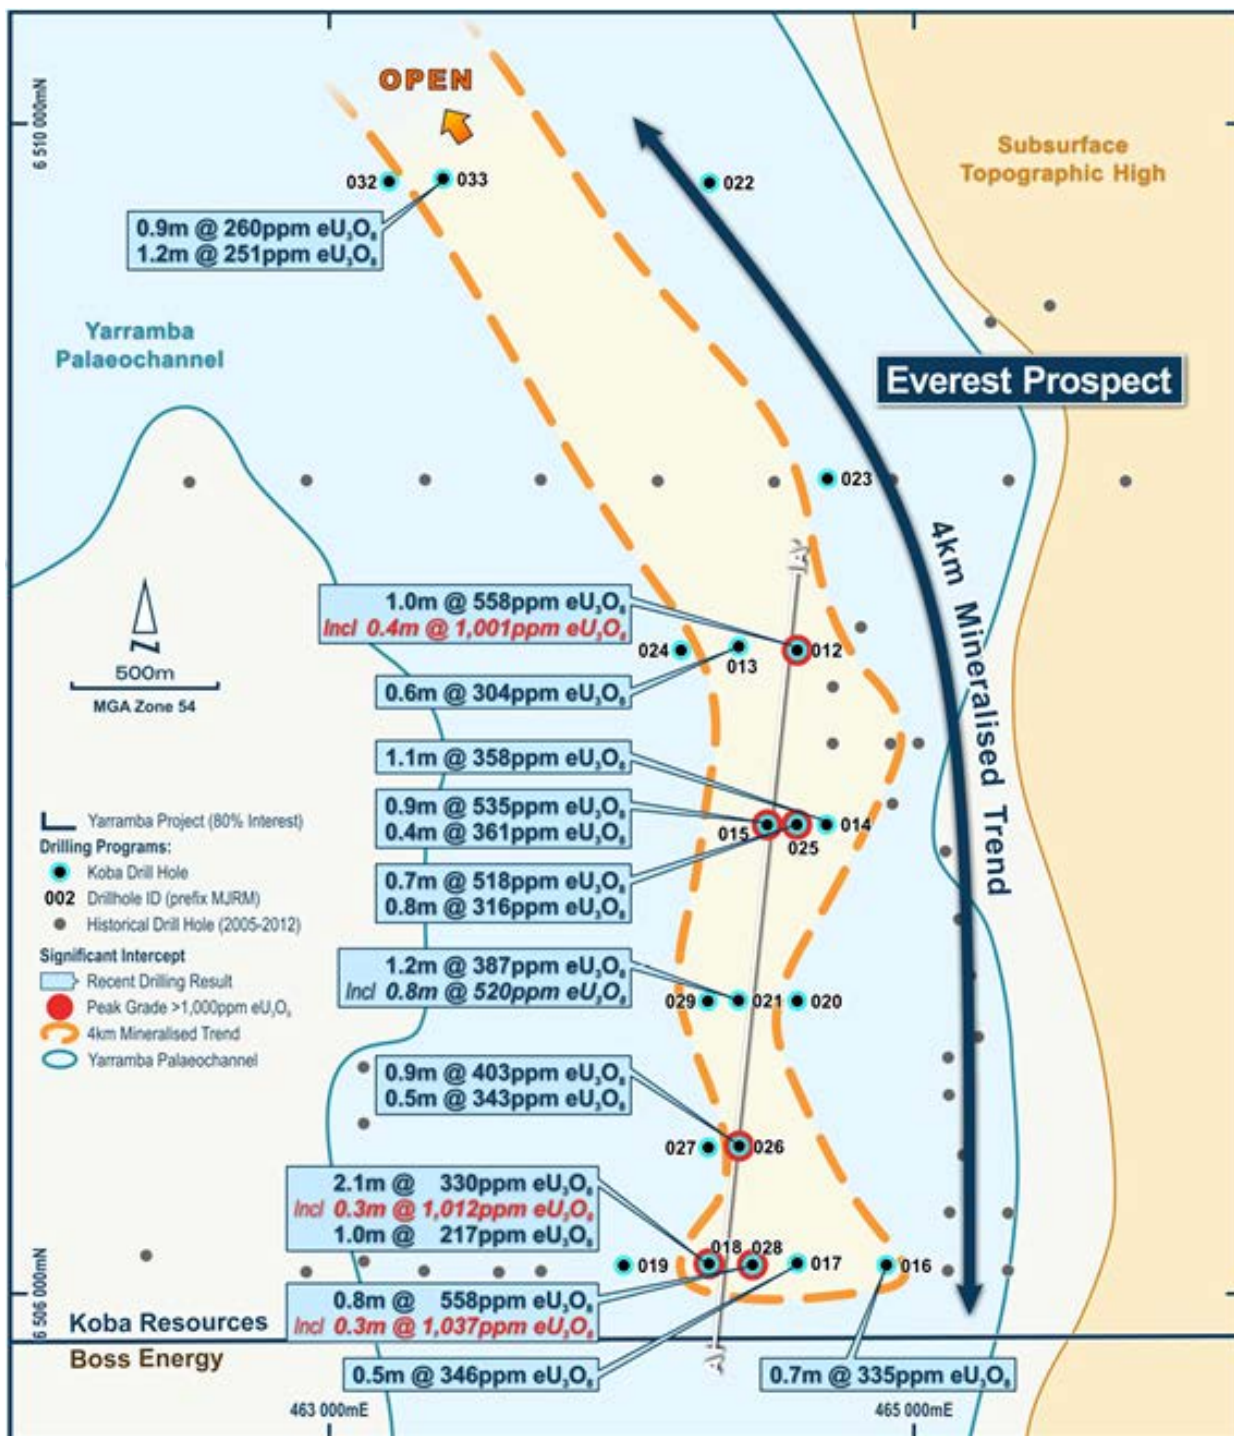 OPEN
6 510 000mN
Subsurface
Topographic High
032
033
022
0.9m @ 260ppm eU₃O₈
1.2m @ 251ppm eU₃O₈
Yarramba
Palaeochannel
Everest Prospect
023
4km Mineralised Trend
A'
1.0m @ 558ppm eU₃O₈
Incl 0.4m @ 1,001ppm eU₃O₈
024
013
012
N
500m
MGA Zone 54
0.6m @ 304ppm eU₃O₈
1.1m @ 358ppm eU₃O₈
0.9m @ 535ppm eU₃O₈
0.4m @ 361ppm eU₃O₈
015
025
014
0.7m @ 518ppm eU₃O₈
0.8m @ 316ppm eU₃O₈
Yarramba Project (80% Interest)
Drilling Programs:
Koba Drill Hole
002 Drillhole ID (prefix MJRM)
Historical Drill Hole (2005-2012)
Significant Intercept
Recent Drilling Result
Peak Grade >1,000ppm eU₃O₈
4km Mineralised Trend
Yarramba Palaeochannel
1.2m @ 387ppm eU₃O₈
Incl 0.8m @ 520ppm eU₃O₈
029
021
020
0.9m @ 403ppm eU₃O₈
0.5m @ 343ppm eU₃O₈
027
026
2.1m @ 330ppm eU₃O₈
Incl 0.3m @ 1,012ppm eU₃O₈
1.0m @ 217ppm eU₃O₈
019
018
028
017
016
0.8m @ 558ppm eU₃O₈
Incl 0.3m @ 1,037ppm eU₃O₈
6 506 000mN
Koba Resources
Boss Energy
0.5m @ 346ppm eU₃O₈
A
0.7m @ 335ppm eU₃O₈
463 000mE
465 000mE